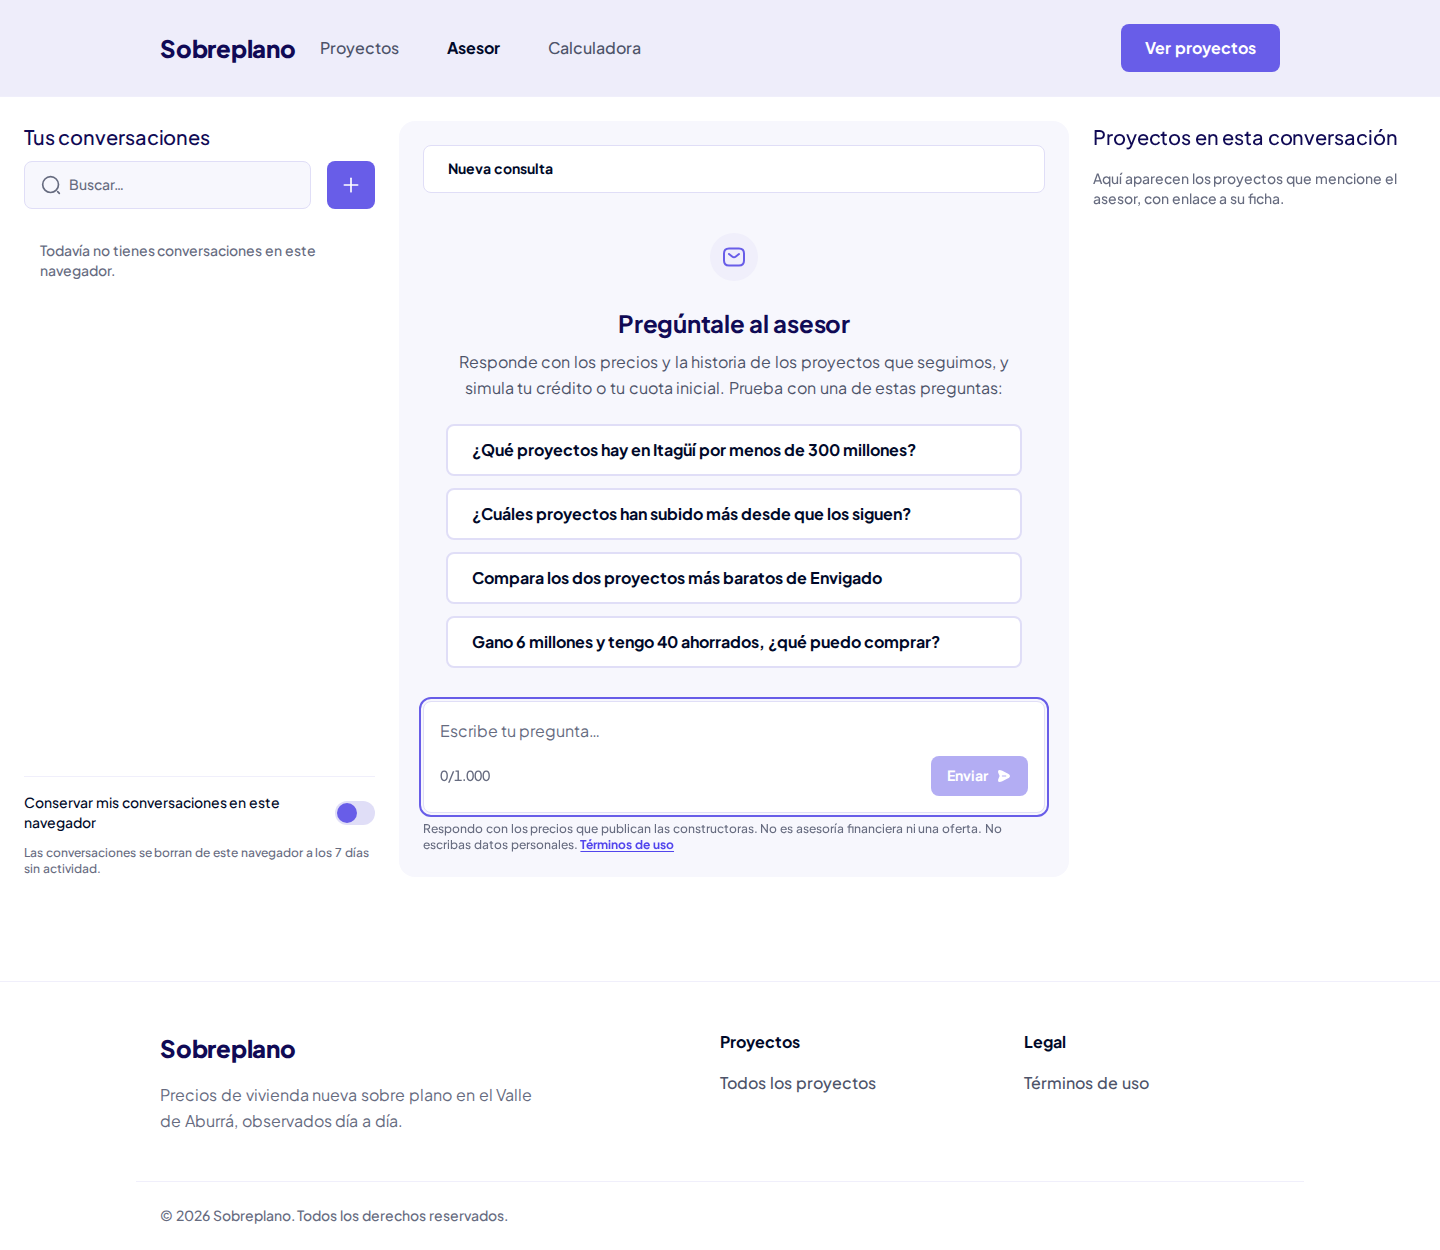 Sobreplano
Proyectos
Asesor
Calculadora
Ver proyectos
Tus conversaciones
Buscar...
Todavía no tienes conversaciones en este
navegador.
Conservar mis conversaciones en este
navegador
Las conversaciones se borran de este navegador a los 7 días
sin actividad.
Nueva consulta
Pregúntale al asesor
Responde con los precios y la historia de los proyectos que seguimos, y
simula tu crédito o tu cuota inicial. Prueba con una de estas preguntas:
¿Qué proyectos hay en Itagüí por menos de 300 millones?
¿Cuáles proyectos han subido más desde que los siguen?
Compara los dos proyectos más baratos de Envigado
Gano 6 millones y tengo 40 ahorrados, ¿qué puedo comprar?
Escribe tu pregunta...
0/1.000
Enviar
Respondo con los precios que publican las constructoras. No es asesoría financiera ni una oferta. No
escribas datos personales. Términos de uso
Proyectos en esta conversación
Aquí aparecen los proyectos que mencione el
asesor, con enlace a su ficha.
Sobreplano
Precios de vivienda nueva sobre plano en el Valle
de Aburrá, observados día a día.
Proyectos
Todos los proyectos
Legal
Términos de uso
© 2026 Sobreplano. Todos los derechos reservados.